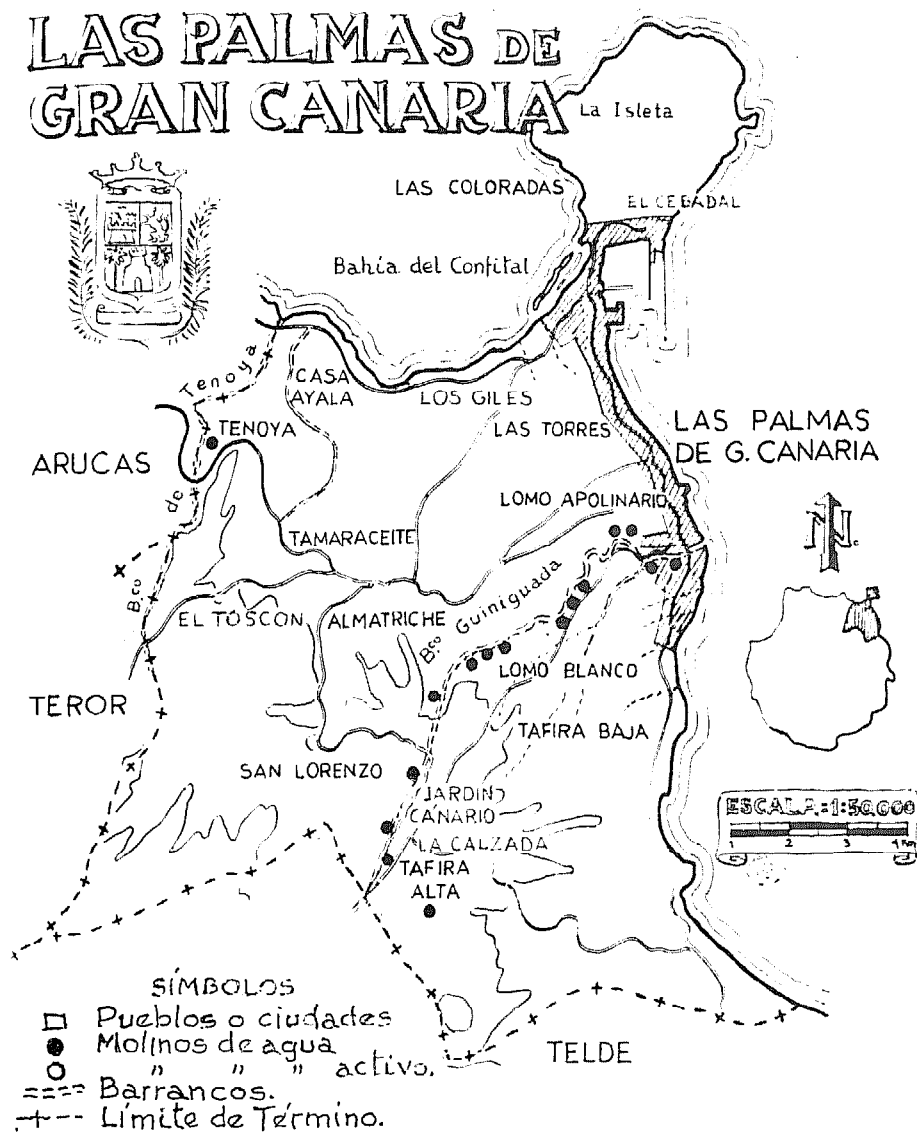 LAS PALMAS DE
GRAN CANARIA
La Isleta
LAS COLORADAS
EL CEBADAL
Bahía del Confital
Bco de Tenoya
CASA
AYALA
LOS GILES
TENOYA
LAS TORRES
LAS PALMAS
DE G. CANARIA
ARUCAS
LOMO APOLINARIO
TAMARACEITE
N
EL TOSCON
ALMATRICHE
Bco Guiniguada
LOMO BLANCO
TEROR
TAFIRA BAJA
SAN LORENZO
JARDIN
CANARIO
ESCALA:1:50,000
1 2 3 4
LA CALZADA
TAFIRA
ALTA
SÍMBOLOS
Pueblos o ciudades
Molinos de agua
" " " activo.
TELDE
Barrancos.
Límite de Término.